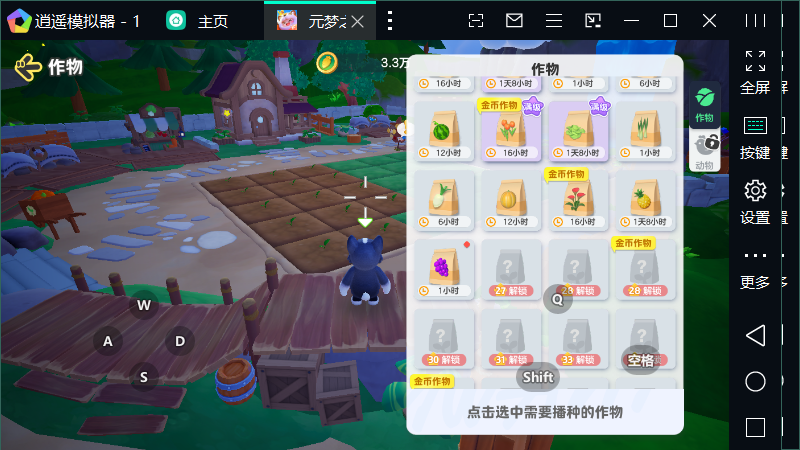 逍遥模拟器 - 1
主页
元梦之
作物
3.3万
作物
16小时
1天8小时
1小时
6小时
金币作物
满级
满级
12小时
16小时
1天8小时
1小时
金币作物
6小时
12小时
16小时
1天8小时
金币作物
1小时
27 解锁
28 解锁
30 解锁
31 解锁
33 解锁
金币作物
点击选中需要播种的作物
作物
动物
W
A
D
S
Q
Shift
空格
全屏
屏
按键
键
设置
置
更多
多